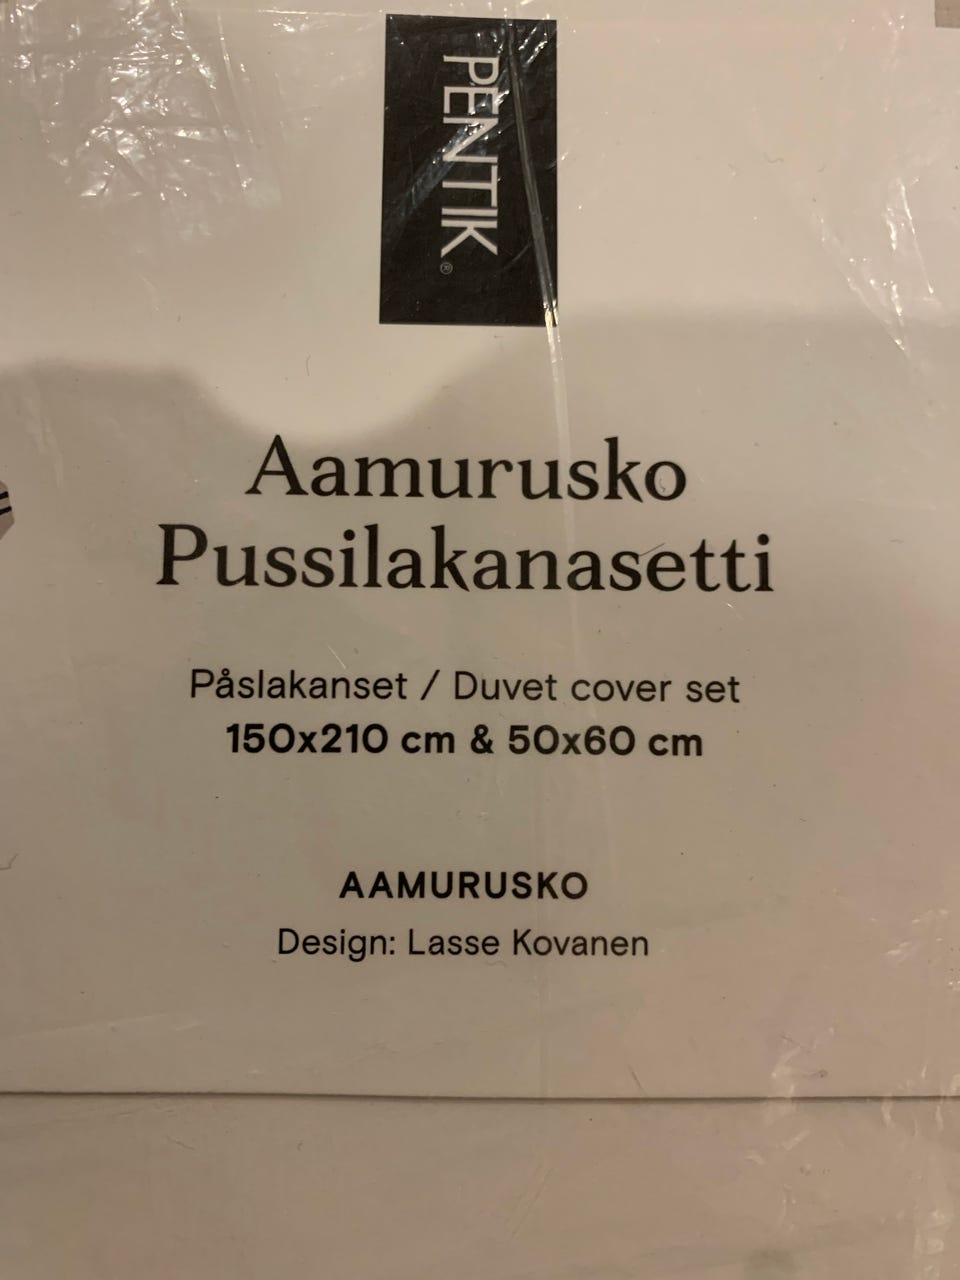 PENTIK®
Aamurusko
Pussilakanasetti
Påslakanset / Duvet cover set
150x210 cm & 50x60 cm
AAMURUSKO
Design: Lasse Kovanen